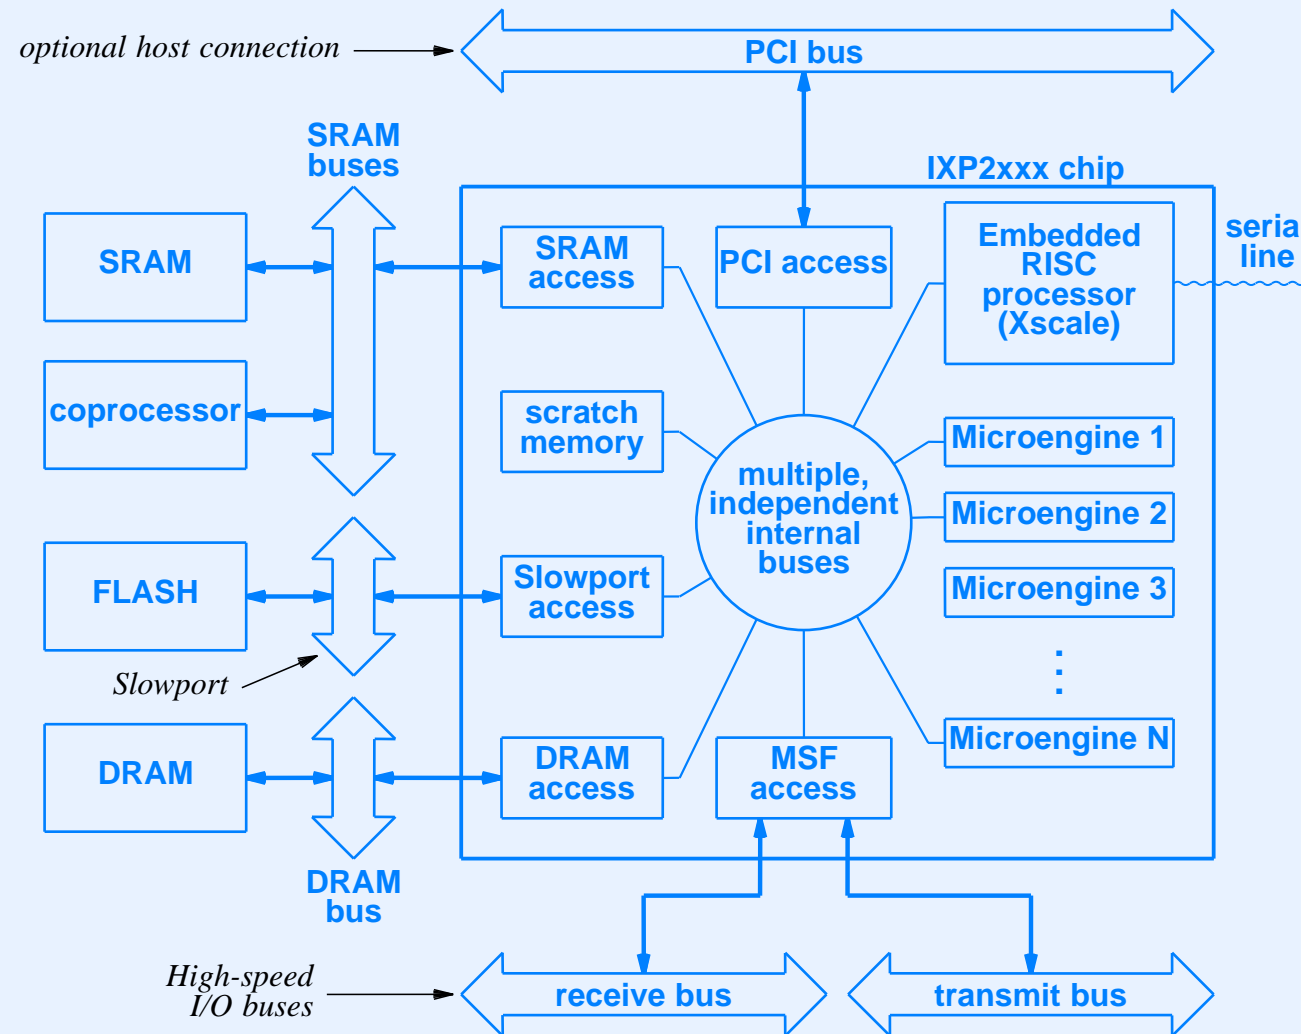 optional host connection
PCI bus
SRAM
buses
IXP2xxx chip
SRAM
SRAM
access
PCI access
Embedded
RISC
processor
(Xscale)
seria
line
coprocessor
scratch
memory
Microengine 1
multiple,
independent
internal
buses
Microengine 2
FLASH
Slowport
access
Microengine 3
Slowport
DRAM
DRAM
access
MSF
access
Microengine N
DRAM
bus
High-speed
I/O buses
receive bus
transmit bus